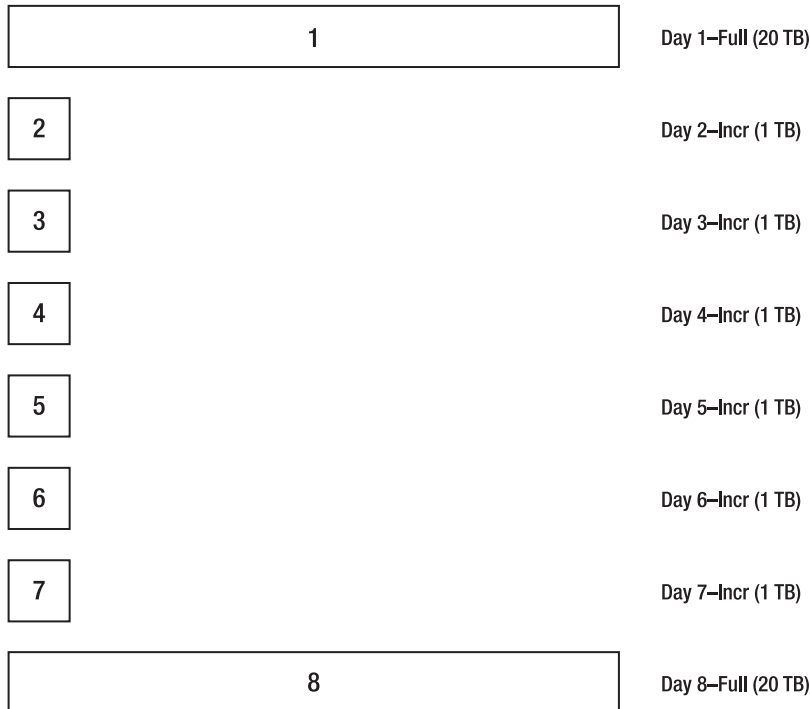 1 Day 1–Full (20 TB)
2 Day 2–Incr (1 TB)
3 Day 3–Incr (1 TB)
4 Day 4–Incr (1 TB)
5 Day 5–Incr (1 TB)
6 Day 6–Incr (1 TB)
7 Day 7–Incr (1 TB)
8 Day 8–Full (20 TB)